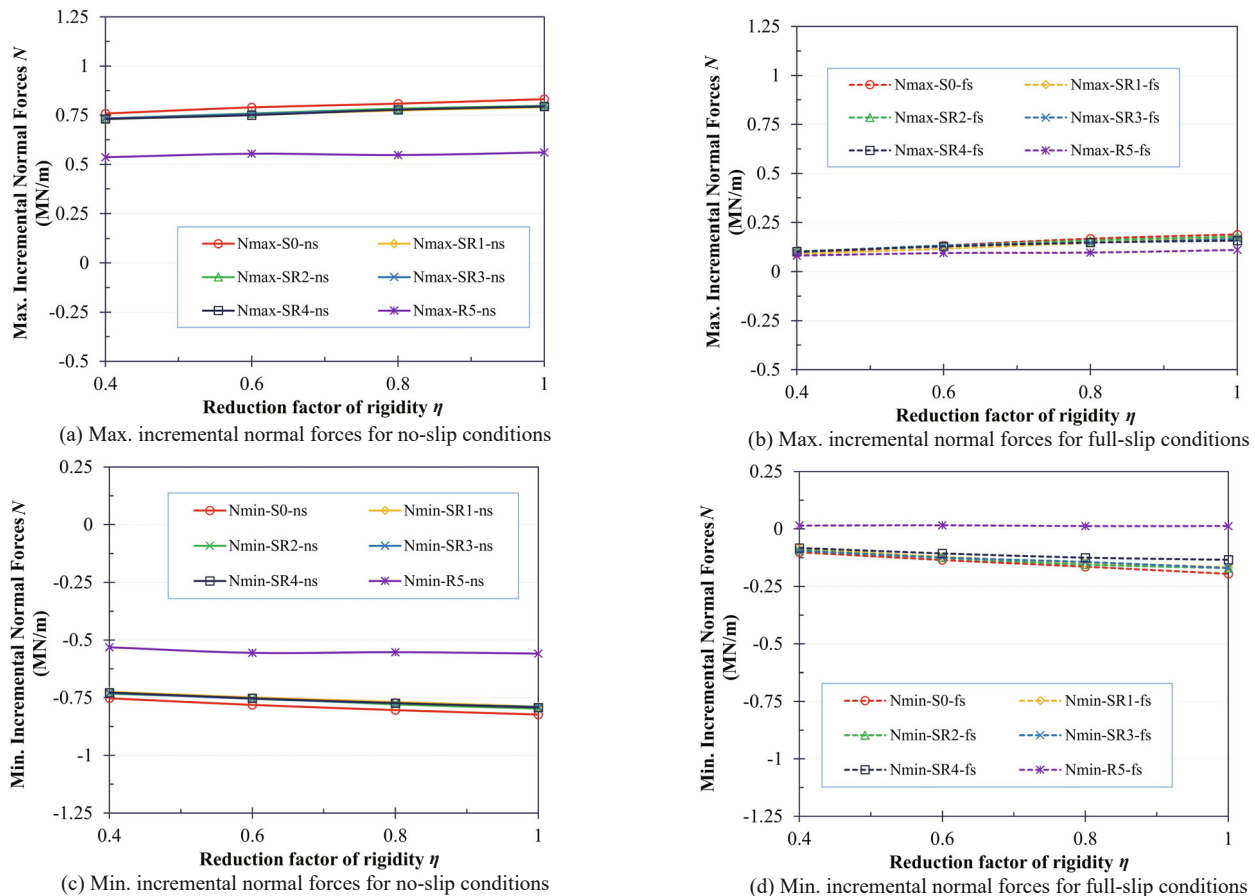 1.25
1
0.75
0.5
0.25
0
-0.25
-0.5
Max. Incremental Normal Forces N
(MN/m)
Nmax-S0-ns
Nmax-SR1-ns
Nmax-SR2-ns
Nmax-SR3-ns
Nmax-SR4-ns
Nmax-R5-ns
0.4
0.6
0.8
1
Reduction factor of rigidity η
(a) Max. incremental normal forces for no-slip conditions
1.25
1
0.75
0.5
0.25
0
-0.25
-0.5
Max. Incremental Normal Forces N
(MN/m)
Nmax-S0-fs
Nmax-SR1-fs
Nmax-SR2-fs
Nmax-SR3-fs
Nmax-SR4-fs
Nmax-R5-fs
0.4
0.6
0.8
1
Reduction factor of rigidity η
(b) Max. incremental normal forces for full-slip conditions
0.25
0
-0.25
-0.5
-0.75
-1
-1.25
Min. Incremental Normal Forces N
(MN/m)
Nmin-S0-ns
Nmin-SR1-ns
Nmin-SR2-ns
Nmin-SR3-ns
Nmin-SR4-ns
Nmin-R5-ns
0.4
0.6
0.8
1
Reduction factor of rigidity η
(c) Min. incremental normal forces for no-slip conditions
0.25
0
-0.25
-0.5
-0.75
-1
-1.25
Min. Incremental Normal Forces N
(MN/m)
Nmin-S0-fs
Nmin-SR1-fs
Nmin-SR2-fs
Nmin-SR3-fs
Nmin-SR4-fs
Nmin-R5-fs
0.4
0.6
0.8
1
Reduction factor of rigidity η
(d) Min. incremental normal forces for full-slip conditions